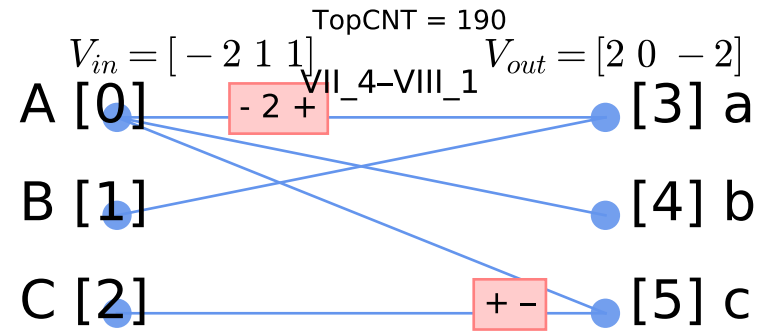 TopCNT = 190
V_in = [ − 2 1 1] V_out = [2 0 − 2]
VII_4–VIII_1
A [0] - 2 + [3] a
B [1] [4] b
C [2] + – [5] c